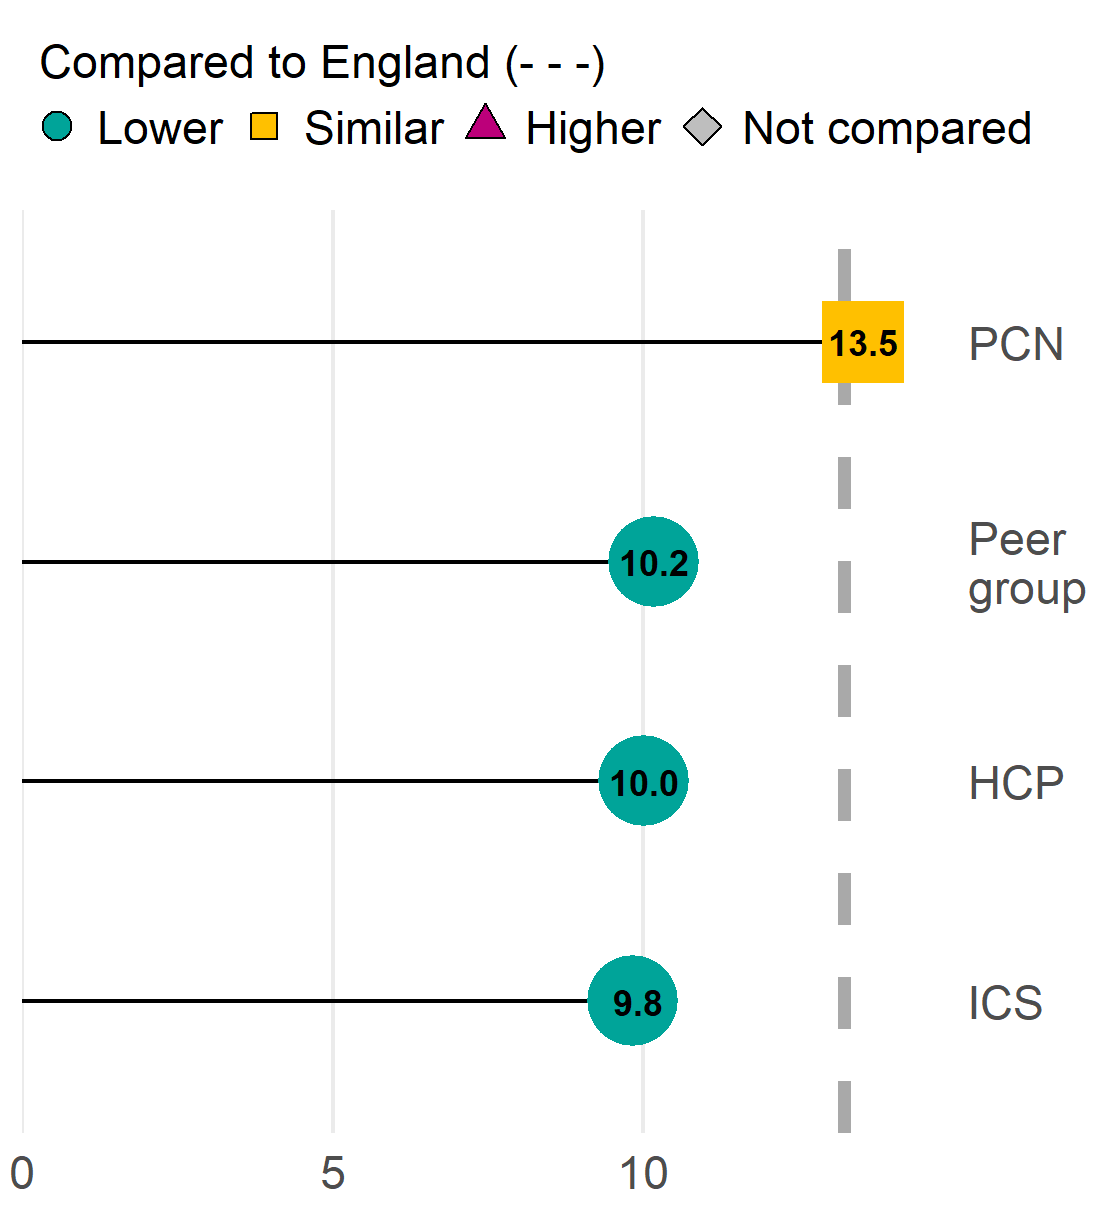 Compared to England (- - -)
Lower Similar Higher Not compared
13.5 PCN
10.2 Peer
group
10.0 HCP
9.8 ICS
0 5 10